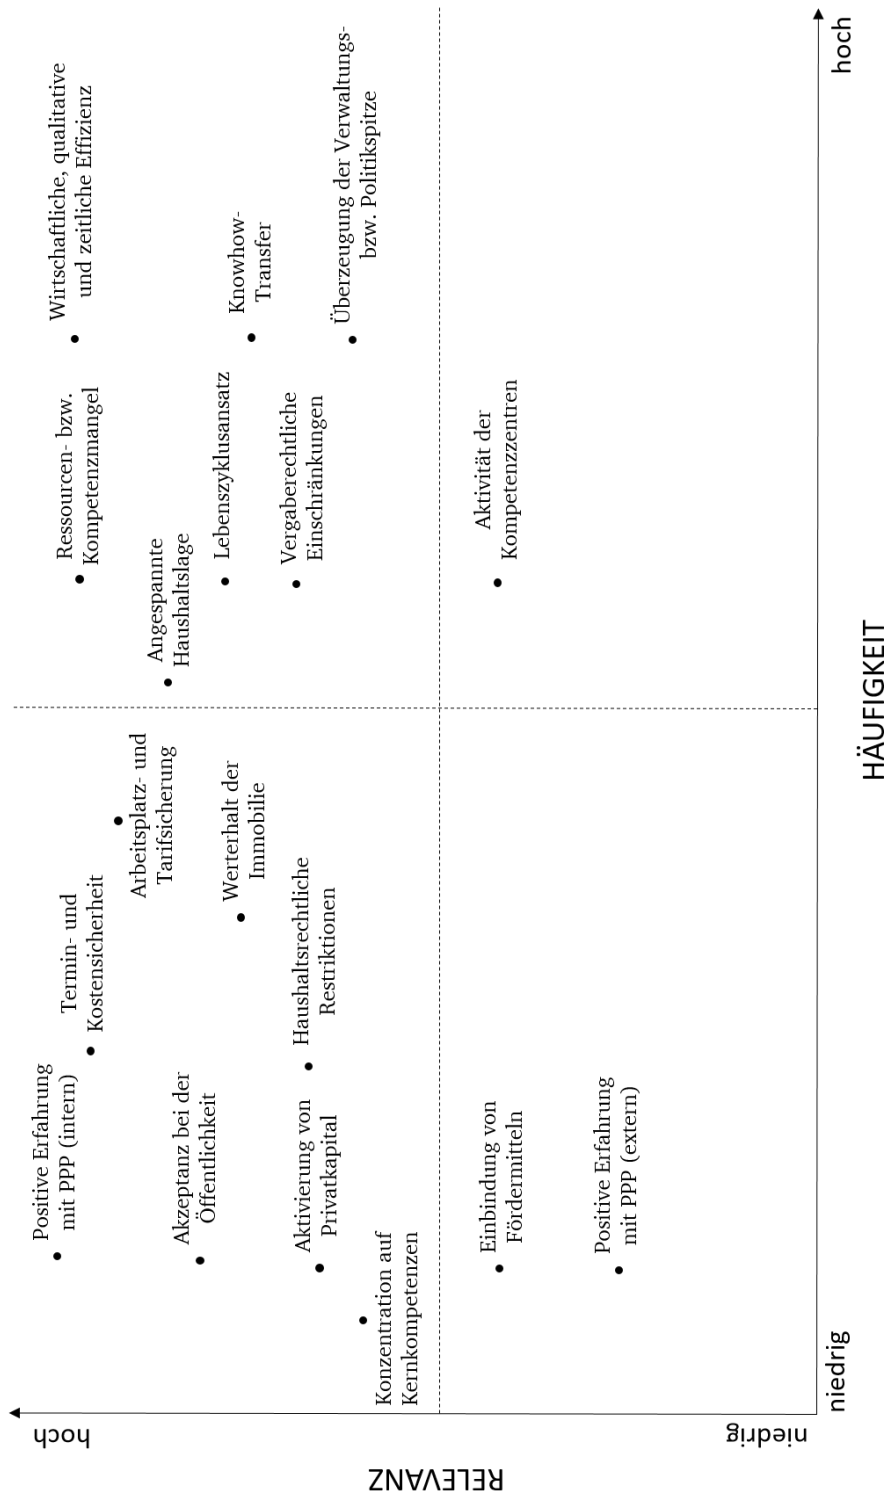 RELEVANZ
hoch
niedrig
Positive Erfahrung
mit PPP (intern)
Termin- und
Kostensicherheit
Arbeitsplatz- und
Tarifsicherung
Akzeptanz bei der
Öffentlichkeit
Werterhalt der
Immobilie
Haushaltsrechtliche
Restriktionen
Aktivierung von
Privatkapital
Konzentration auf
Kernkompetenzen
Wirtschaftliche, qualitative
und zeitliche Effizienz
Ressourcen- bzw.
Kompetenzmangel
Angespannte
Haushaltslage
Lebenszyklusansatz
Knowhow-
Transfer
Vergaberechtliche
Einschränkungen
Überzeugung der Verwaltungs-
bzw. Politikspitze
Einbindung von
Fördermitteln
Positive Erfahrung
mit PPP (extern)
Aktivität der
Kompetenzzentren
niedrig
hoch
HÄUFIGKEIT